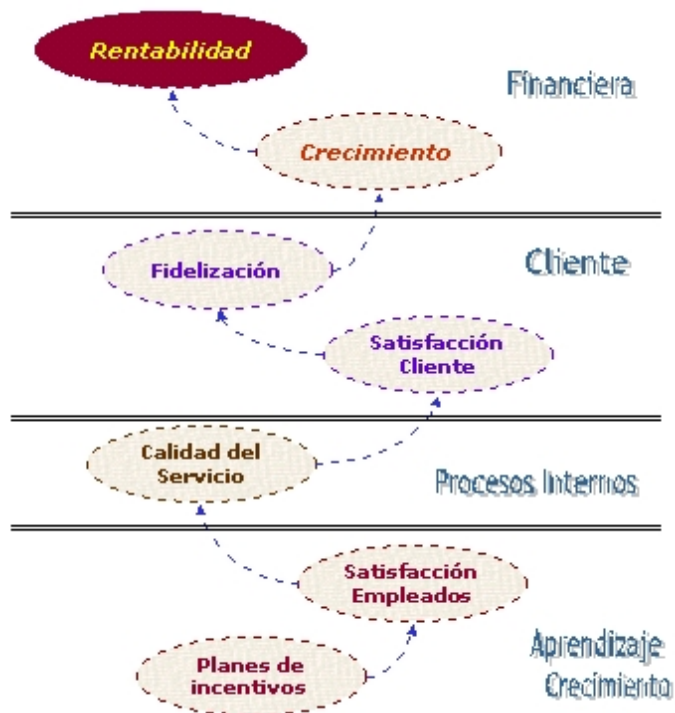 Rentabilidad
Financiera
Crecimiento
Cliente
Fidelización
Satisfacción
Cliente
Calidad del
Servicio
Procesos Internos
Satisfacción
Empleados
Aprendizaje
Crecimiento
Planes de
incentivos